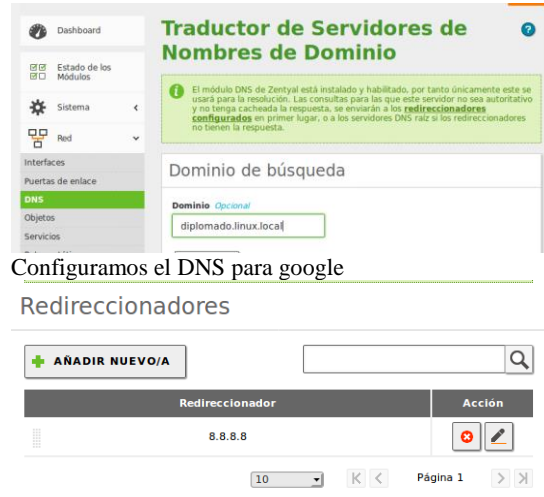 Dashboard
Traductor de Servidores de
Nombres de Dominio
?
Estado de los
Módulos
Sistema
Red
i
El módulo DNS de Zentyal está instalado y habilitado, por tanto únicamente este se
usará para la resolución. Las consultas para las que este servidor no sea autoritativo
y no tenga cacheada la respuesta, se enviarán a los redireccionadores
configurados en primer lugar, o a los servidores DNS raíz si los redireccionadores
no tienen la respuesta.
Interfaces
Puertas de enlace
DNS
Objetos
Servicios
Dominio de búsqueda
Dominio Opcional
diplomado.linux.local
Configuramos el DNS para google
Redireccionadores
AÑADIR NUEVO/A
Redireccionador Acción
8.8.8.8
10 Página 1